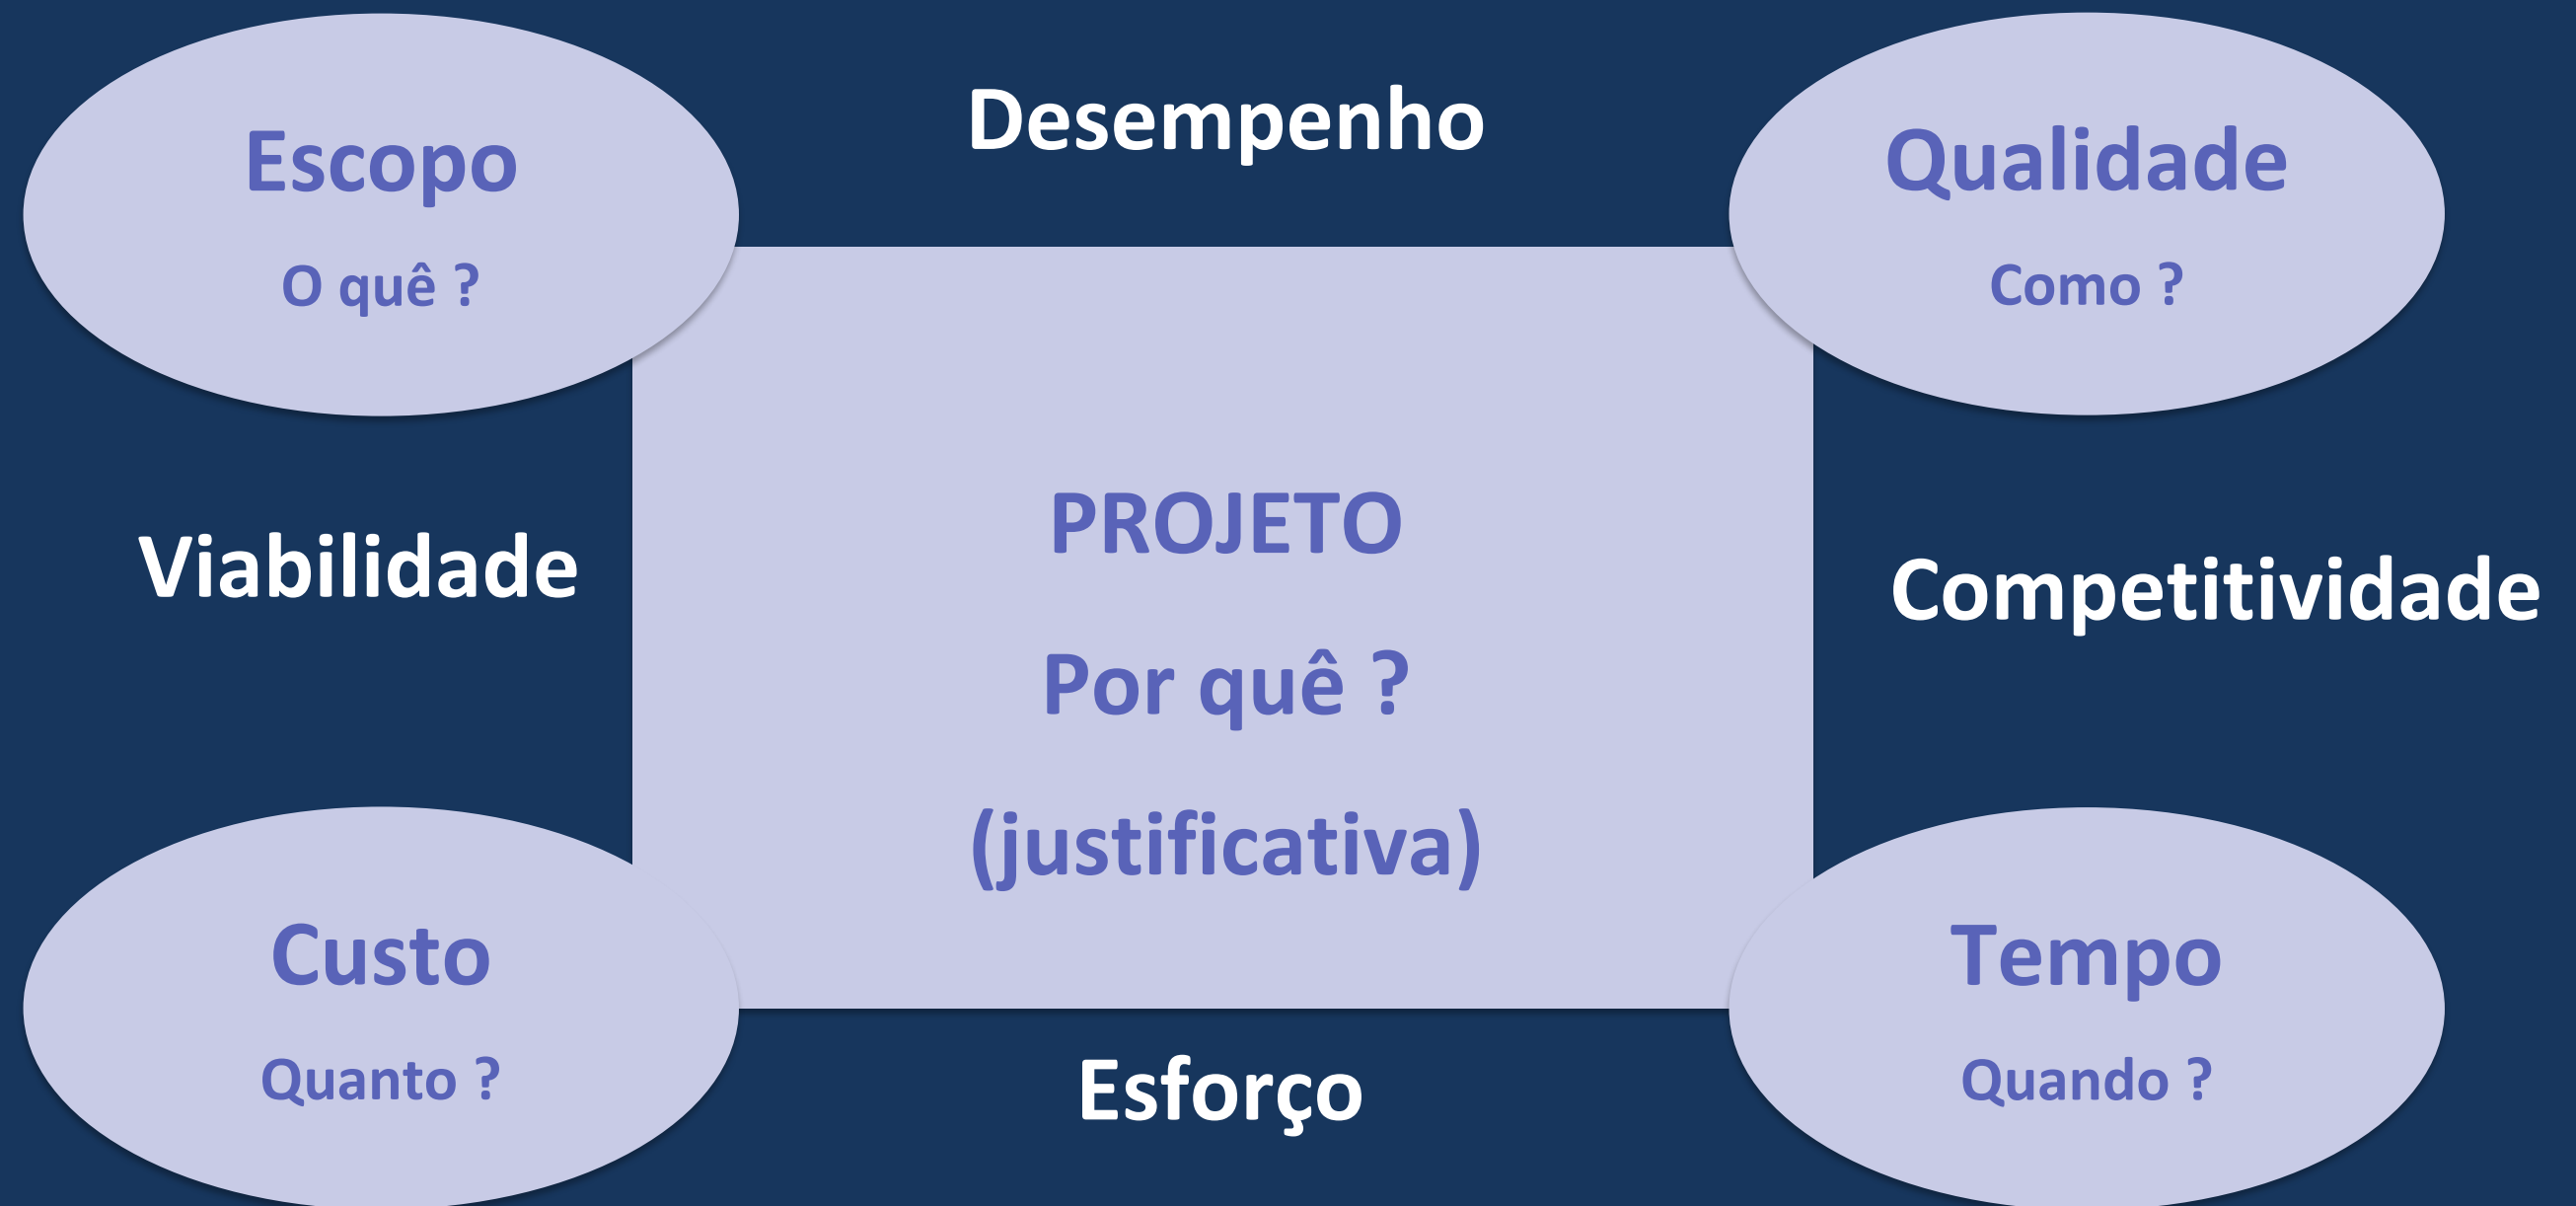 Escopo
O quê ?
Desempenho
Qualidade
Como ?
Viabilidade
PROJETO
Por quê ?
(justificativa)
Competitividade
Custo
Quanto ?
Esforço
Tempo
Quando ?